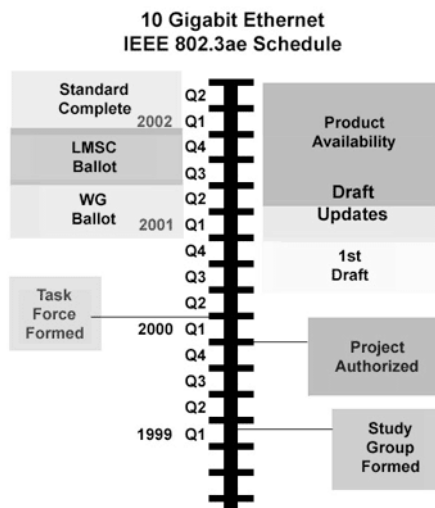 10 Gigabit Ethernet
IEEE 802.3ae Schedule
Standard
Complete
2002
LMSC
Ballot
WG
Ballot
2001
Task
Force
Formed
2000
1999
Q2
Q1
Q4
Q3
Q2
Q1
Q4
Q3
Q2
Q1
Q4
Q3
Q2
Q1
Product
Availability
Draft
Updates
1st
Draft
Project
Authorized
Study
Group
Formed